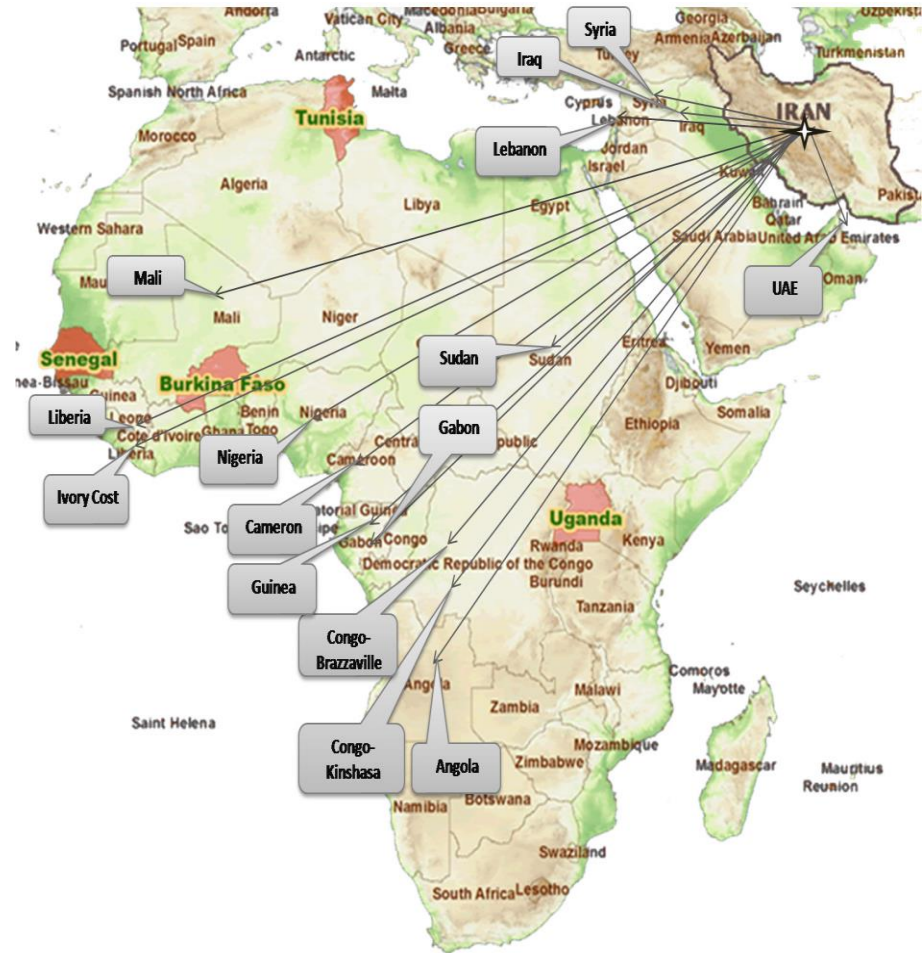 Andorra
Vatican City
Macedonia
Bulgaria
Georgia
Uzbekist
Portugal
Spain
Albania
Armenia
Azerbaijan
Syria
Antarctic
Greece
Turkey
Turkmenistan
Iraq
Spanish North Africa
Malta
Cyprus
Syria
IRAN
Tunisia
Lebanon
Iraq
Morocco
Lebanon
Jordan
Israel
Kuwait
Algeria
Libya
Egypt
Bahrain
Pakist
Qatar
Western Sahara
Saudi Arabia
United Arab Emirates
Mali
Mau
Oman
UAE
Mali
Niger
Sudan
Sudan
Eritrea
Yemen
Senegal
Burkina Faso
nea-Bissau
Guinea
Djibouti
Liberia
Leone
Benin
Nigeria
Gabon
Somalia
Cote d'Ivoire
Ghana
Togo
Ethiopia
Liberia
Nigeria
Central
Republic
Cameroon
Ivory Cost
Cameron
torial Guinea
Uganda
Sao To
ipe
Gabon
Congo
Kenya
Democratic Republic of the Congo
Rwanda
Guinea
Burundi
Seychelles
Tanzania
Congo-
Brazzaville
Comoros
Angola
Malawi
Mayotte
Zambia
Saint Helena
Congo-
Kinshasa
Angola
Mozambique
Zimbabwe
Madagascar
Mauritius
Reunion
Namibia
Botswana
Swaziland
South Africa
Lesotho